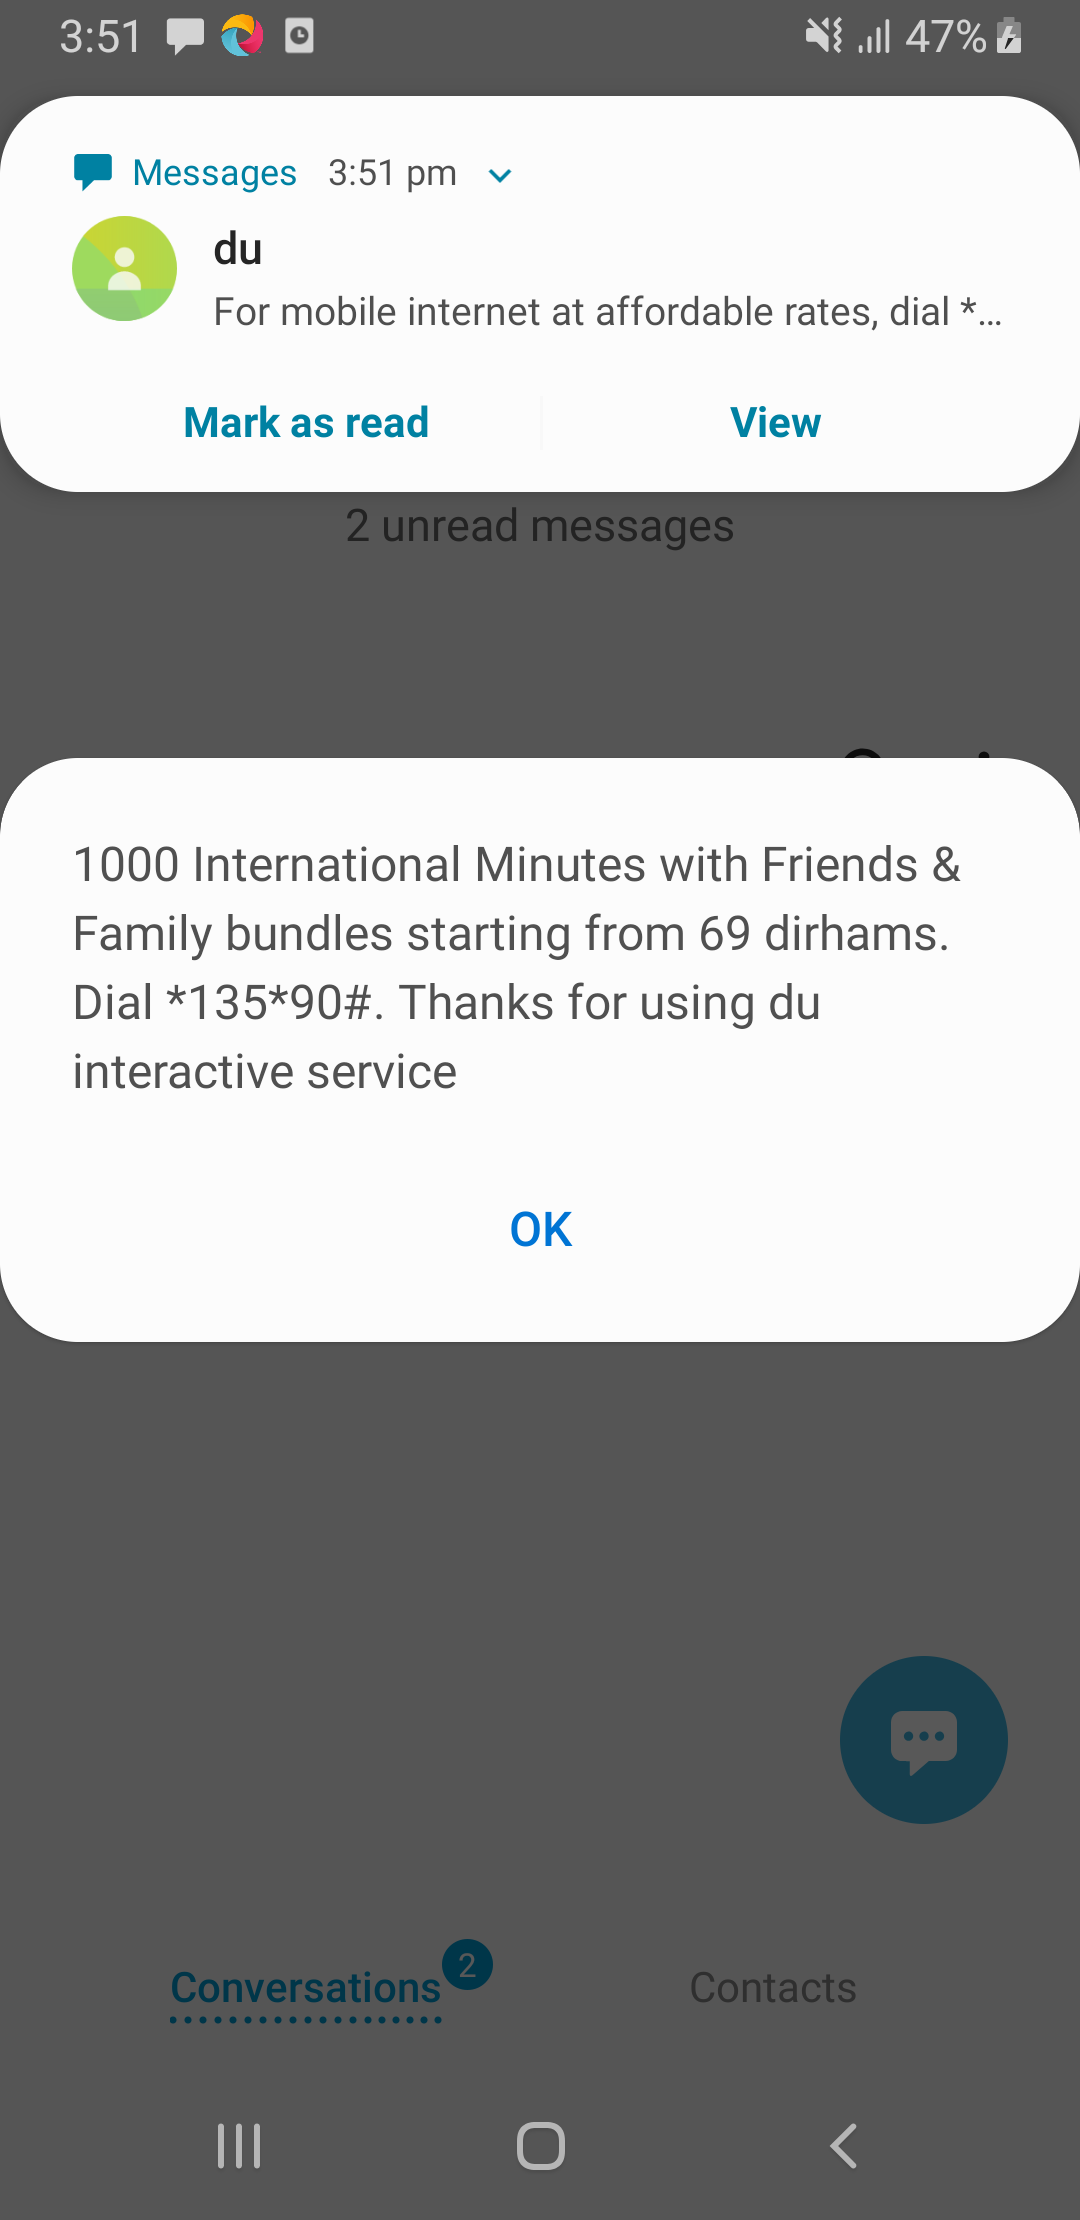 3:51
47%
Messages 3:51 pm
du
For mobile internet at affordable rates, dial *...
Mark as read
View
2 unread messages
1000 International Minutes with Friends &
Family bundles starting from 69 dirhams.
Dial *135*90#. Thanks for using du
interactive service
OK
Conversations 2
Contacts